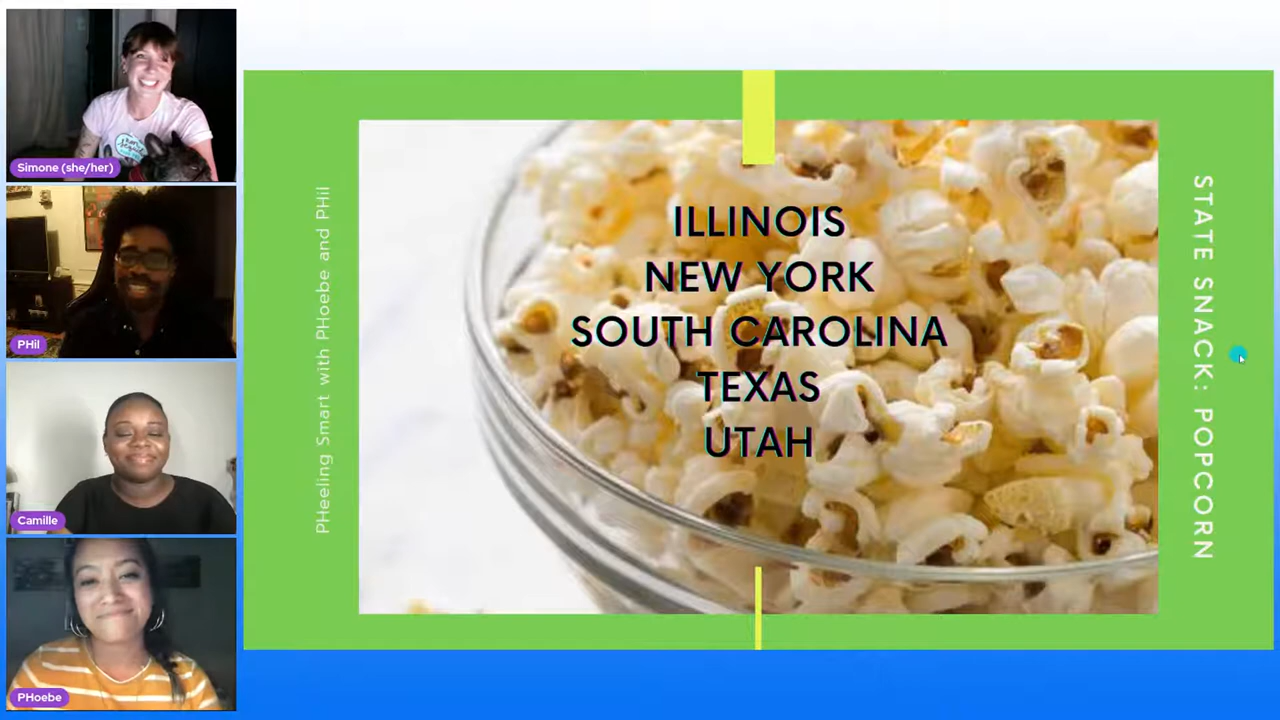 Simone (she/her)
PHil
Camille
PHoebe
PHeeling Smart with PHoebe and PHil
ILLINOIS
NEW YORK
SOUTH CAROLINA
TEXAS
UTAH
STATE SNACK: POPCORN